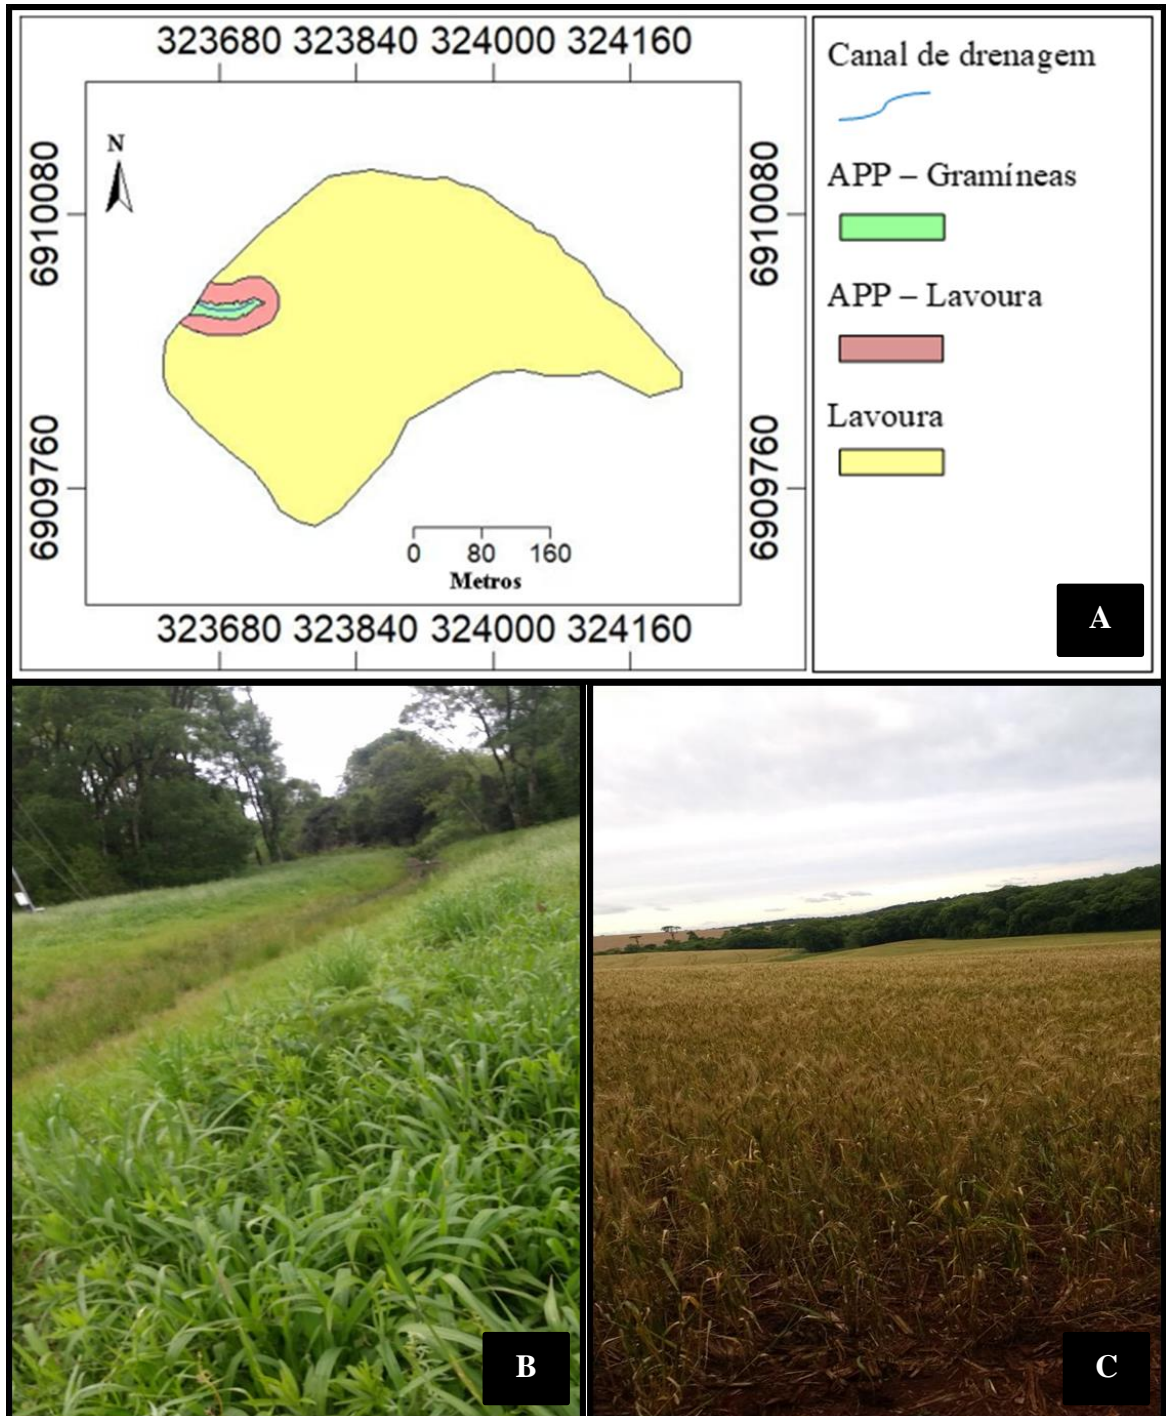 323680 323840 324000 324160
6910080
6909760
N
6910080
6909760
0 80 160
Metros
323680 323840 324000 324160
Canal de drenagem
APP – Gramíneas
APP – Lavoura
Lavoura
A
B
C